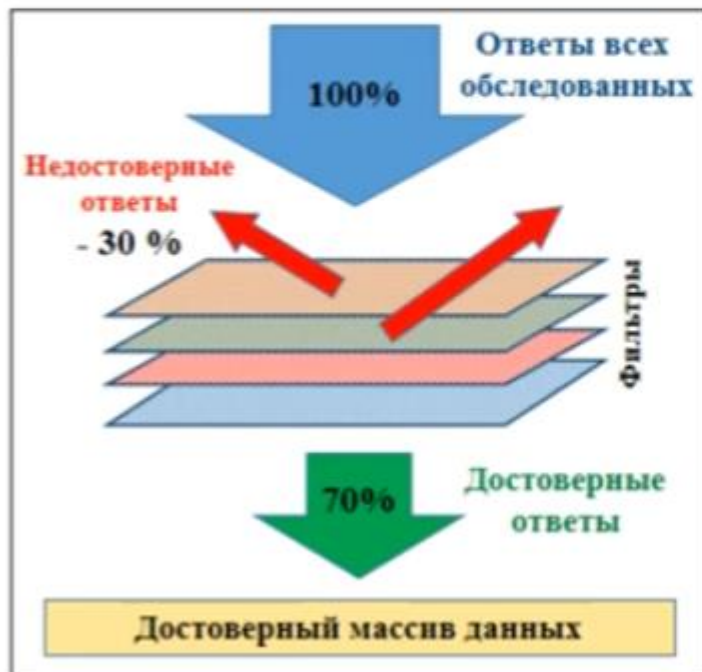 Ответы всех
обследованных
100%
Недостоверные
ответы
- 30 %
Фильтры
70%
Достоверные
ответы
Достоверный массив данных